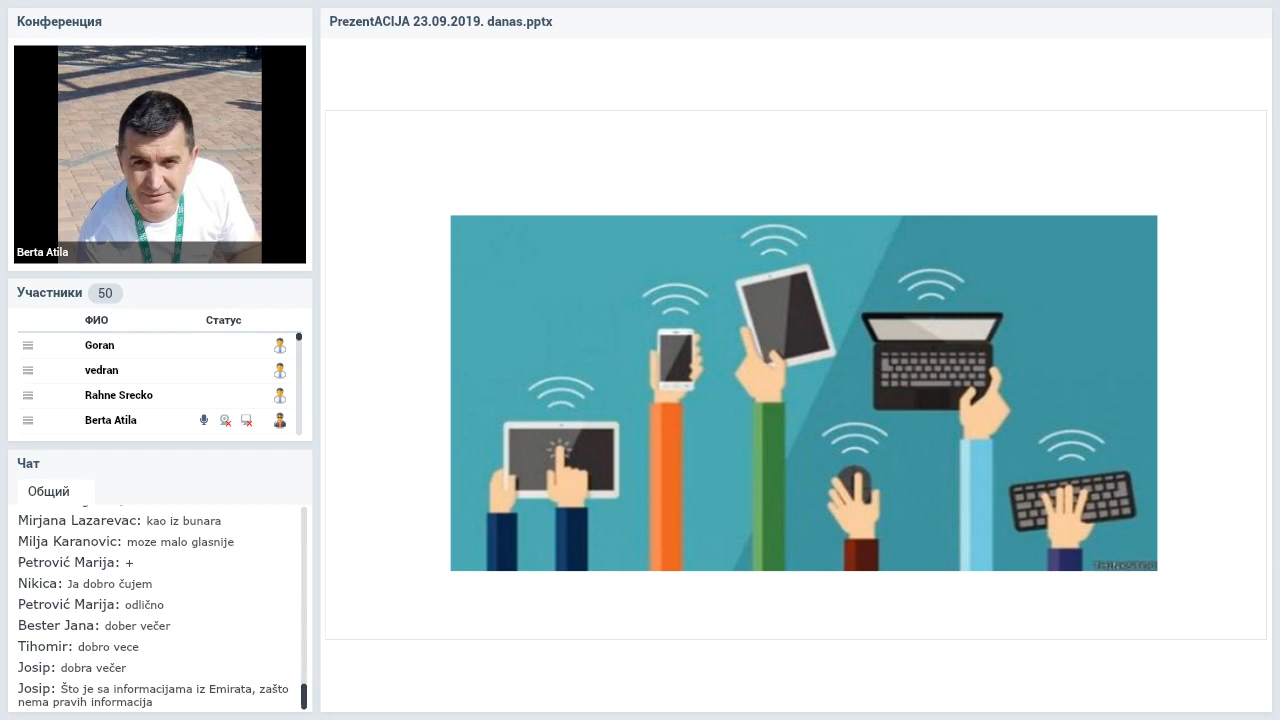 Конференция
Berta Atila
Участники 50
ФИО Статус
Goran
vedran
Rahne Srecko
Berta Atila
Чат
Общий
Mirjana Lazarevac: kao iz bunara
Milja Karanovic: moze malo glasnije
Petrović Marija: +
Nikica: Ja dobro čujem
Petrović Marija: odlično
Bester Jana: dober večer
Tihomir: dobro vece
Josip: dobra večer
Josip: Što je sa informacijama iz Emirata, zašto
nema pravih informacija
PrezentACIJA 23.09.2019. danas.pptx
THINKSTOCK